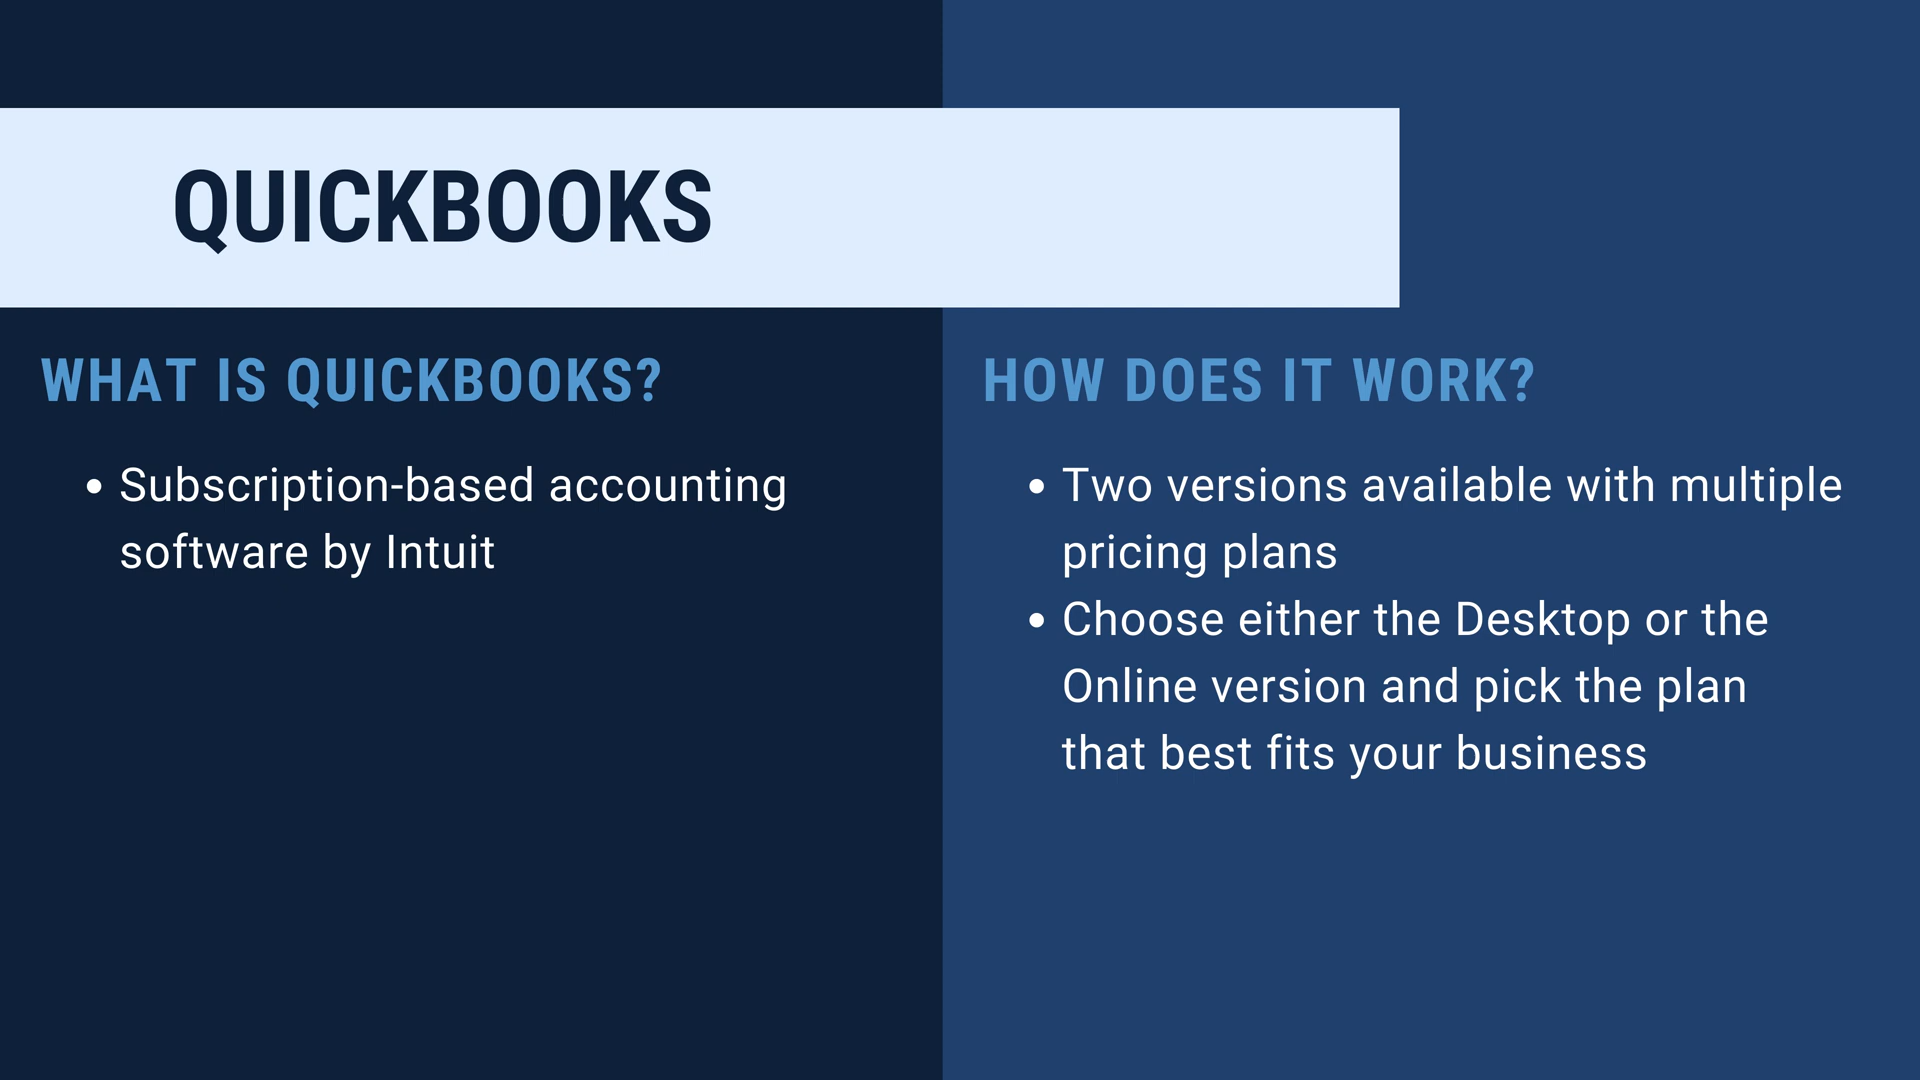 QUICKBOOKS
WHAT IS QUICKBOOKS?
• Subscription-based accounting
software by Intuit
HOW DOES IT WORK?
• Two versions available with multiple
pricing plans
• Choose either the Desktop or the
Online version and pick the plan
that best fits your business